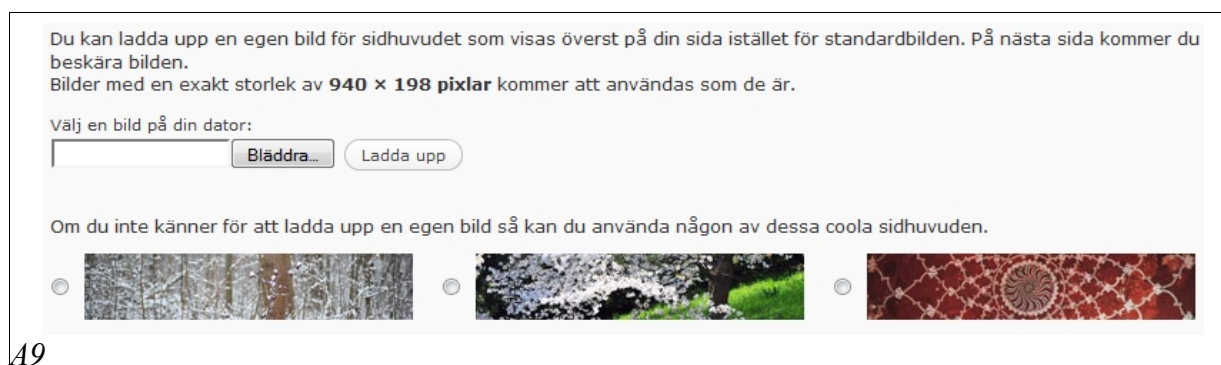 Du kan ladda upp en egen bild för sidhuvudet som visas överst på din sida istället för standardbilden. På nästa sida kommer du
beskära bilden.
Bilder med en exakt storlek av 940 × 198 pixlar kommer att användas som de är.
Välj en bild på din dator:
Bläddra... Ladda upp
Om du inte känner för att ladda upp en egen bild så kan du använda någon av dessa coola sidhuvuden.
A9